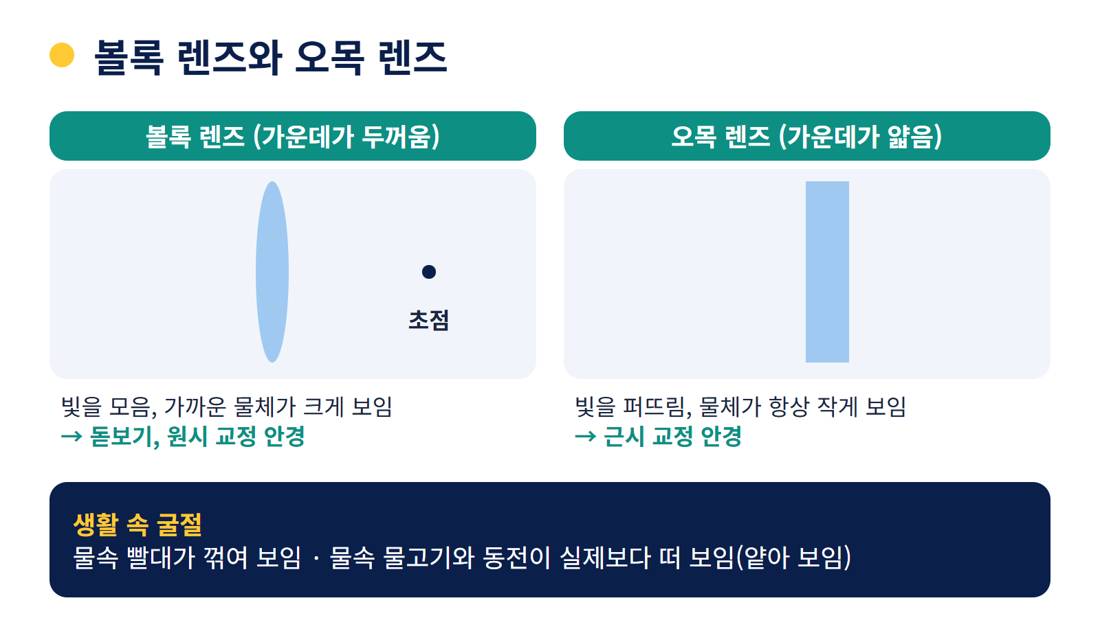 볼록 렌즈와 오목 렌즈
볼록 렌즈 (가운데가 두꺼움)
초점
빛을 모음, 가까운 물체가 크게 보임
→ 돋보기, 원시 교정 안경
오목 렌즈 (가운데가 얇음)
빛을 퍼뜨림, 물체가 항상 작게 보임
→ 근시 교정 안경
생활 속 굴절
물속 빨대가 꺾여 보임 · 물속 물고기와 동전이 실제보다 떠 보임(얕아 보임)